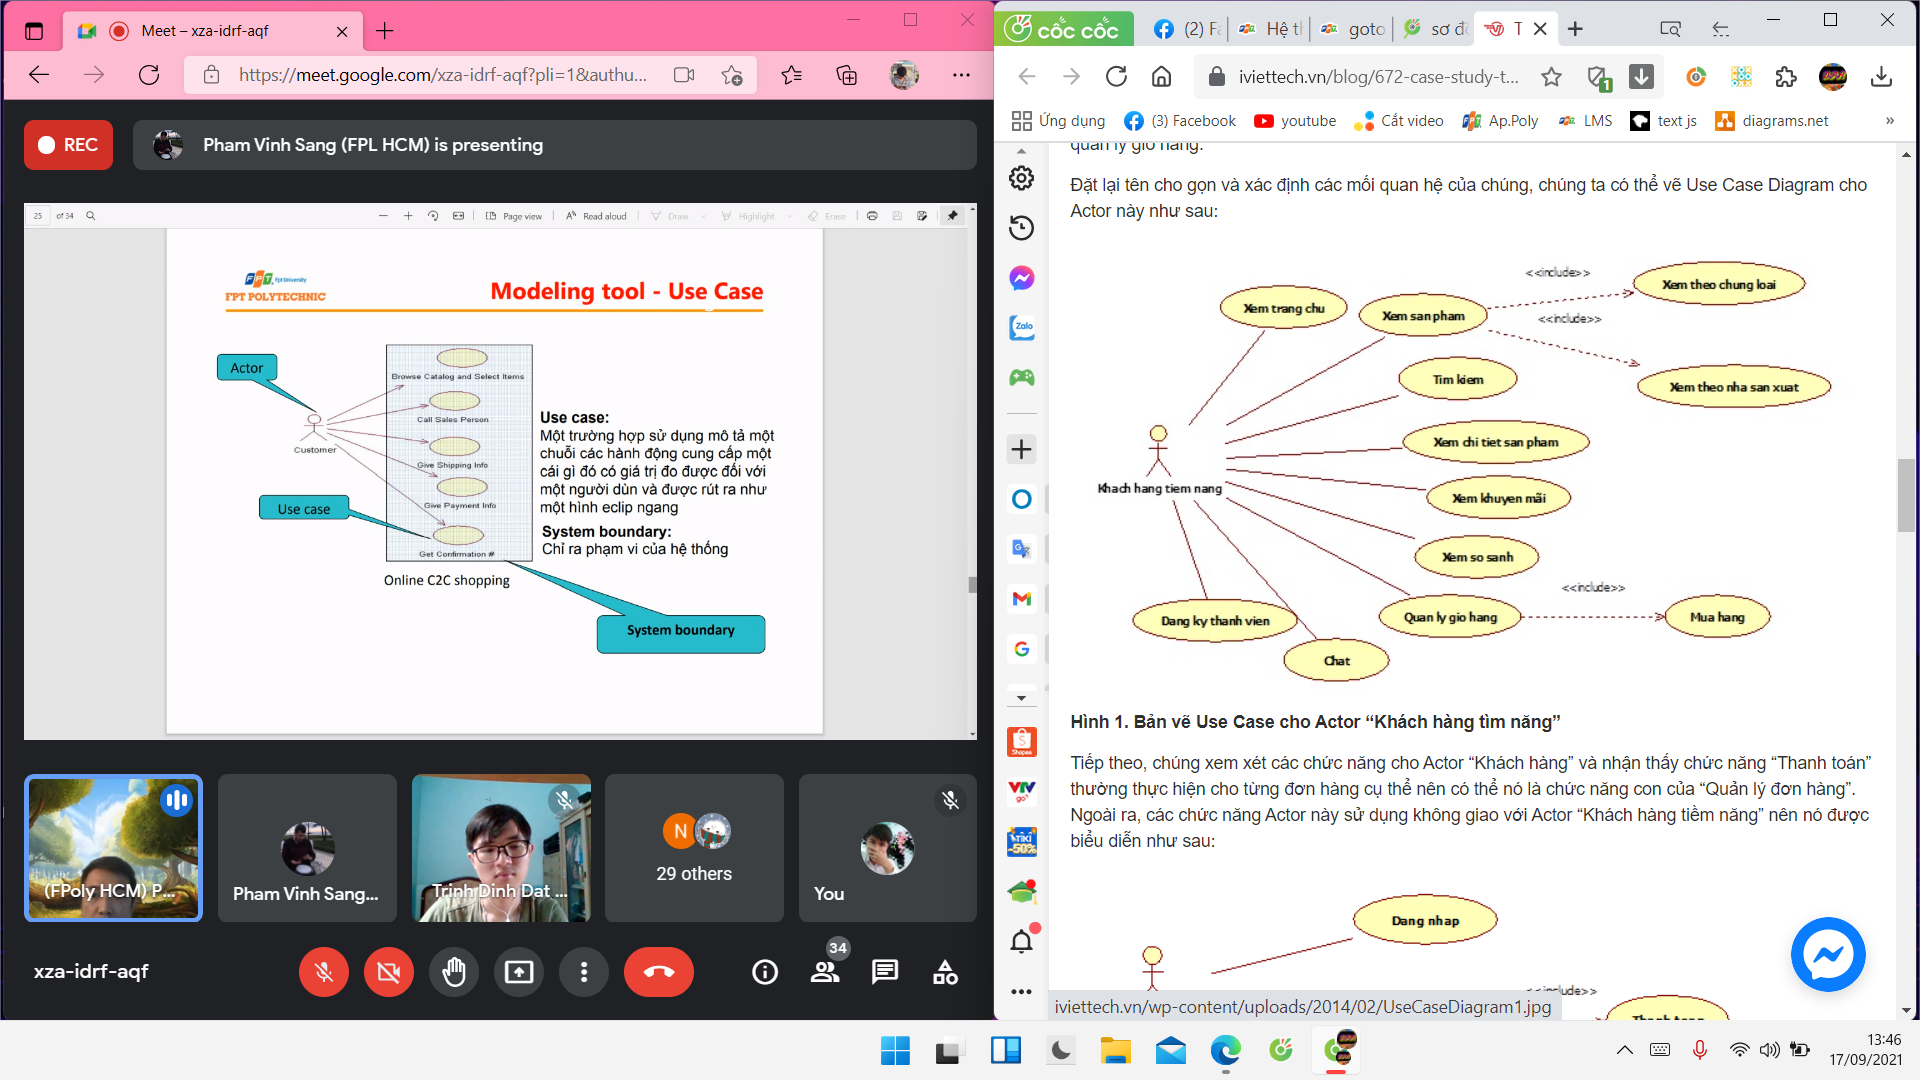 Meet – xza-idrf-aqf
https://meet.google.com/xza-idrf-aqf?pli=1&authu...
REC
Pham Vinh Sang (FPL HCM) is presenting
25 of 34
Page view
Read aloud
Draw
Highlight
Erase
FPT Fpt University
FPT POLYTECHNIC
Modeling tool - Use Case
Actor
Customer
Use case
Browse Catalog and Select Items
Call Sales Person
Give Shipping Info
Give Payment Info
Get Confirmation #
Online C2C shopping
Use case:
Một trường hợp sử dụng mô tả một
chuỗi các hành động cung cấp một
cái gì đó có giá trị đo được đối với
một người dùn và được rút ra như
một hình eclip ngang
System boundary:
Chỉ ra phạm vi của hệ thống
System boundary
(FPoly HCM) P...
Pham Vinh Sang...
Trinh Dinh Dat ...
N
29 others
You
xza-idrf-aqf
34
cốc cốc
(2) Fa
Hệ th
goto
sơ đồ
T
iviettech.vn/blog/672-case-study-t...
1
Ứng dụng
(3) Facebook
youtube
Cắt video
Ap.Poly
LMS
text js
diagrams.net
»
quản lý giỏ hàng.
Đặt lại tên cho gọn và xác định các mối quan hệ của chúng, chúng ta có thể vẽ Use Case Diagram cho
Actor này như sau:
<<include>>
Xem theo chung loai
Xem trang chu
Xem san pham
<<include>>
Tim kiem
Xem theo nha san xuat
Xem chi tiet san pham
Khach hang tiem nang
Xem khuyen mãi
Xem so sanh
<<include>>
Dang ky thanh vien
Quan ly gio hang
Mua hang
Chat
Hình 1. Bản vẽ Use Case cho Actor “Khách hàng tìm năng”
Tiếp theo, chúng xem xét các chức năng cho Actor “Khách hàng” và nhận thấy chức năng “Thanh toán”
thường thực hiện cho từng đơn hàng cụ thể nên có thể nó là chức năng con của “Quản lý đơn hàng”.
Ngoài ra, các chức năng Actor này sử dụng không giao với Actor “Khách hàng tiềm năng” nên nó được
biểu diễn như sau:
Dang nhap
<<include>>
Thanh toan
iviettech.vn/wp-content/uploads/2014/02/UseCaseDiagram1.jpg
Zalo
Shopee
VTV
go
TIKI
-50%
13:46
17/09/2021